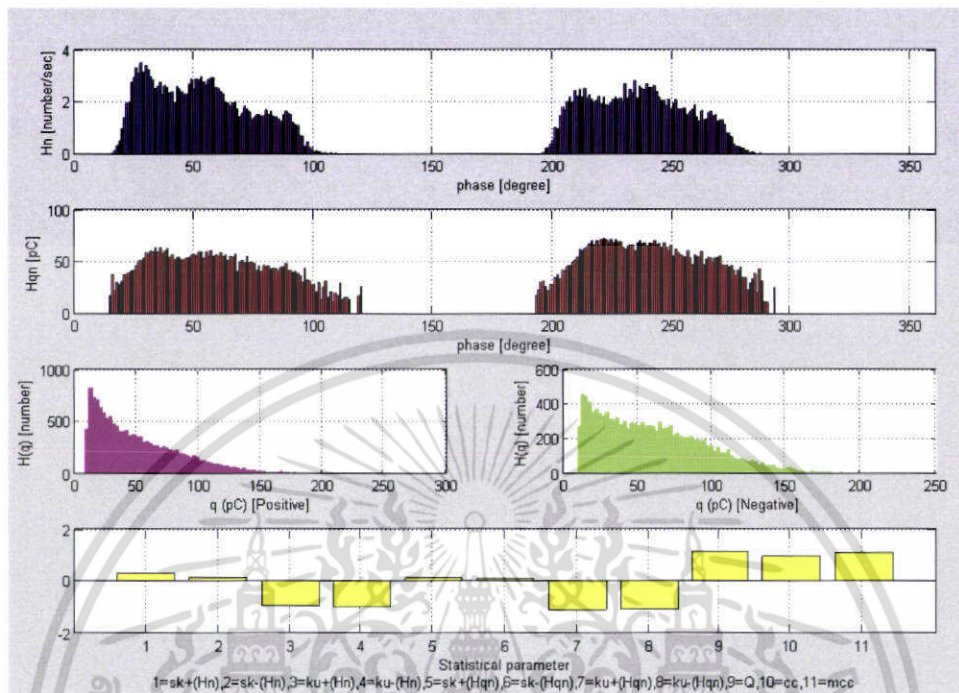 Hn [number/sec]
4
2
0
0 50 100 150 200 250 300 350
phase [degree]
Hqn [pC]
100
50
0
0 50 100 150 200 250 300 350
phase [degree]
H(q) [number]
1000
500
0
0 50 100 150 200 250 300
q (pC) [Positive]
H(q) [number]
600
400
200
0
0 50 100 150 200 250
q (pC) [Negative]
2
0
-2
1 2 3 4 5 6 7 8 9 10 11
Statistical parameter
1=sk+(Hn),2=sk-(Hn),3=ku+(Hn),4=ku-(Hn),5=sk+(Hqn),6=sk-(Hqn),7=ku+(Hqn),8=ku-(Hqn),9=Q,10=cc,11=mcc